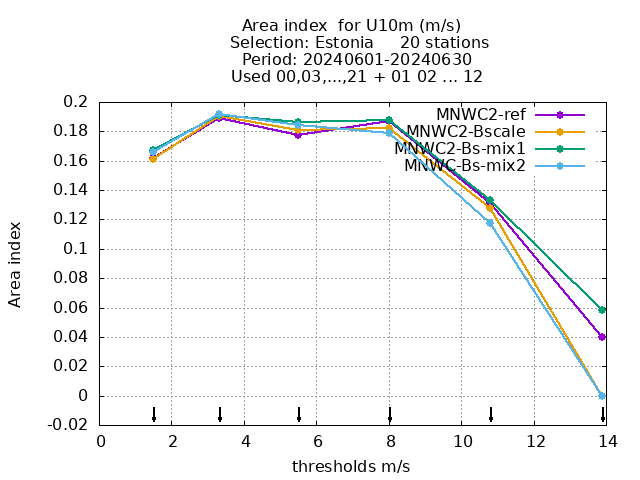 Area index  for U10m (m/s)
Selection: Estonia     20 stations
Period: 20240601-20240630
Used 00,03,...,21 + 01 02 ... 12
MNWC2-ref
MNWC2-Bscale
MNWC2-Bs-mix1
MNWC-Bs-mix2
Area index
0.2
0.18
0.16
0.14
0.12
0.1
0.08
0.06
0.04
0.02
0
-0.02
0 2 4 6 8 10 12 14
thresholds m/s